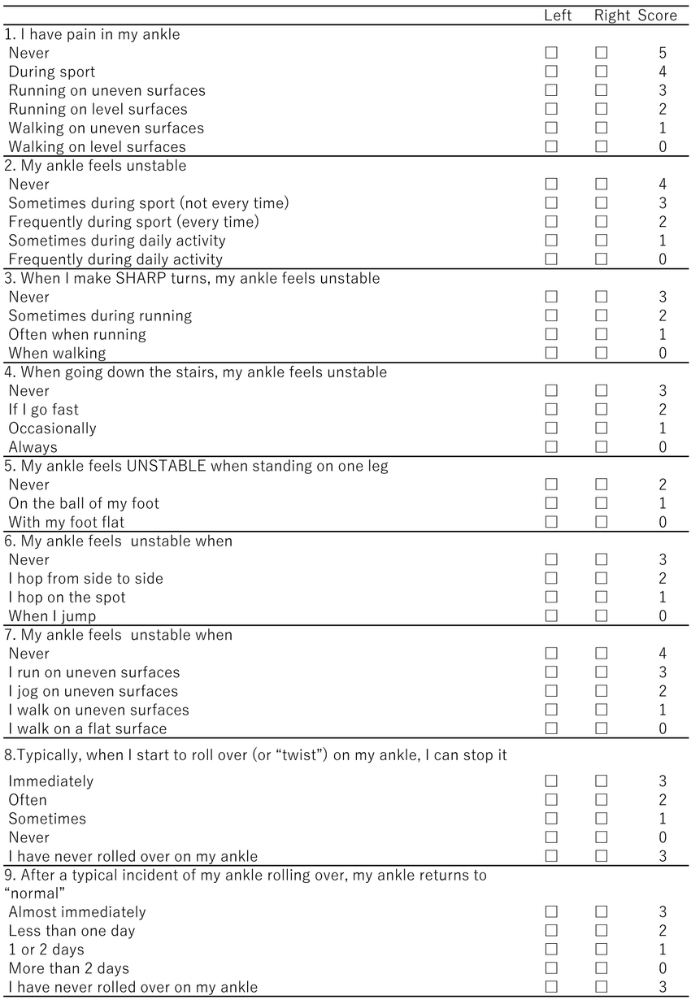 Left Right Score
1. I have pain in my ankle
Never □ □ 5
During sport □ □ 4
Running on uneven surfaces □ □ 3
Running on level surfaces □ □ 2
Walking on uneven surfaces □ □ 1
Walking on level surfaces □ □ 0
2. My ankle feels unstable
Never □ □ 4
Sometimes during sport (not every time) □ □ 3
Frequently during sport (every time) □ □ 2
Sometimes during daily activity □ □ 1
Frequently during daily activity □ □ 0
3. When I make SHARP turns, my ankle feels unstable
Never □ □ 3
Sometimes during running □ □ 2
Often when running □ □ 1
When walking □ □ 0
4. When going down the stairs, my ankle feels unstable
Never □ □ 3
If I go fast □ □ 2
Occasionally □ □ 1
Always □ □ 0
5. My ankle feels UNSTABLE when standing on one leg
Never □ □ 2
On the ball of my foot □ □ 1
With my foot flat □ □ 0
6. My ankle feels  unstable when
Never □ □ 3
I hop from side to side □ □ 2
I hop on the spot □ □ 1
When I jump □ □ 0
7. My ankle feels  unstable when
Never □ □ 4
I run on uneven surfaces □ □ 3
I jog on uneven surfaces □ □ 2
I walk on uneven surfaces □ □ 1
I walk on a flat surface □ □ 0
8.Typically, when I start to roll over (or “twist”) on my ankle, I can stop it
Immediately □ □ 3
Often □ □ 2
Sometimes □ □ 1
Never □ □ 0
I have never rolled over on my ankle □ □ 3
9. After a typical incident of my ankle rolling over, my ankle returns to
“normal”
Almost immediately □ □ 3
Less than one day □ □ 2
1 or 2 days □ □ 1
More than 2 days □ □ 0
I have never rolled over on my ankle □ □ 3